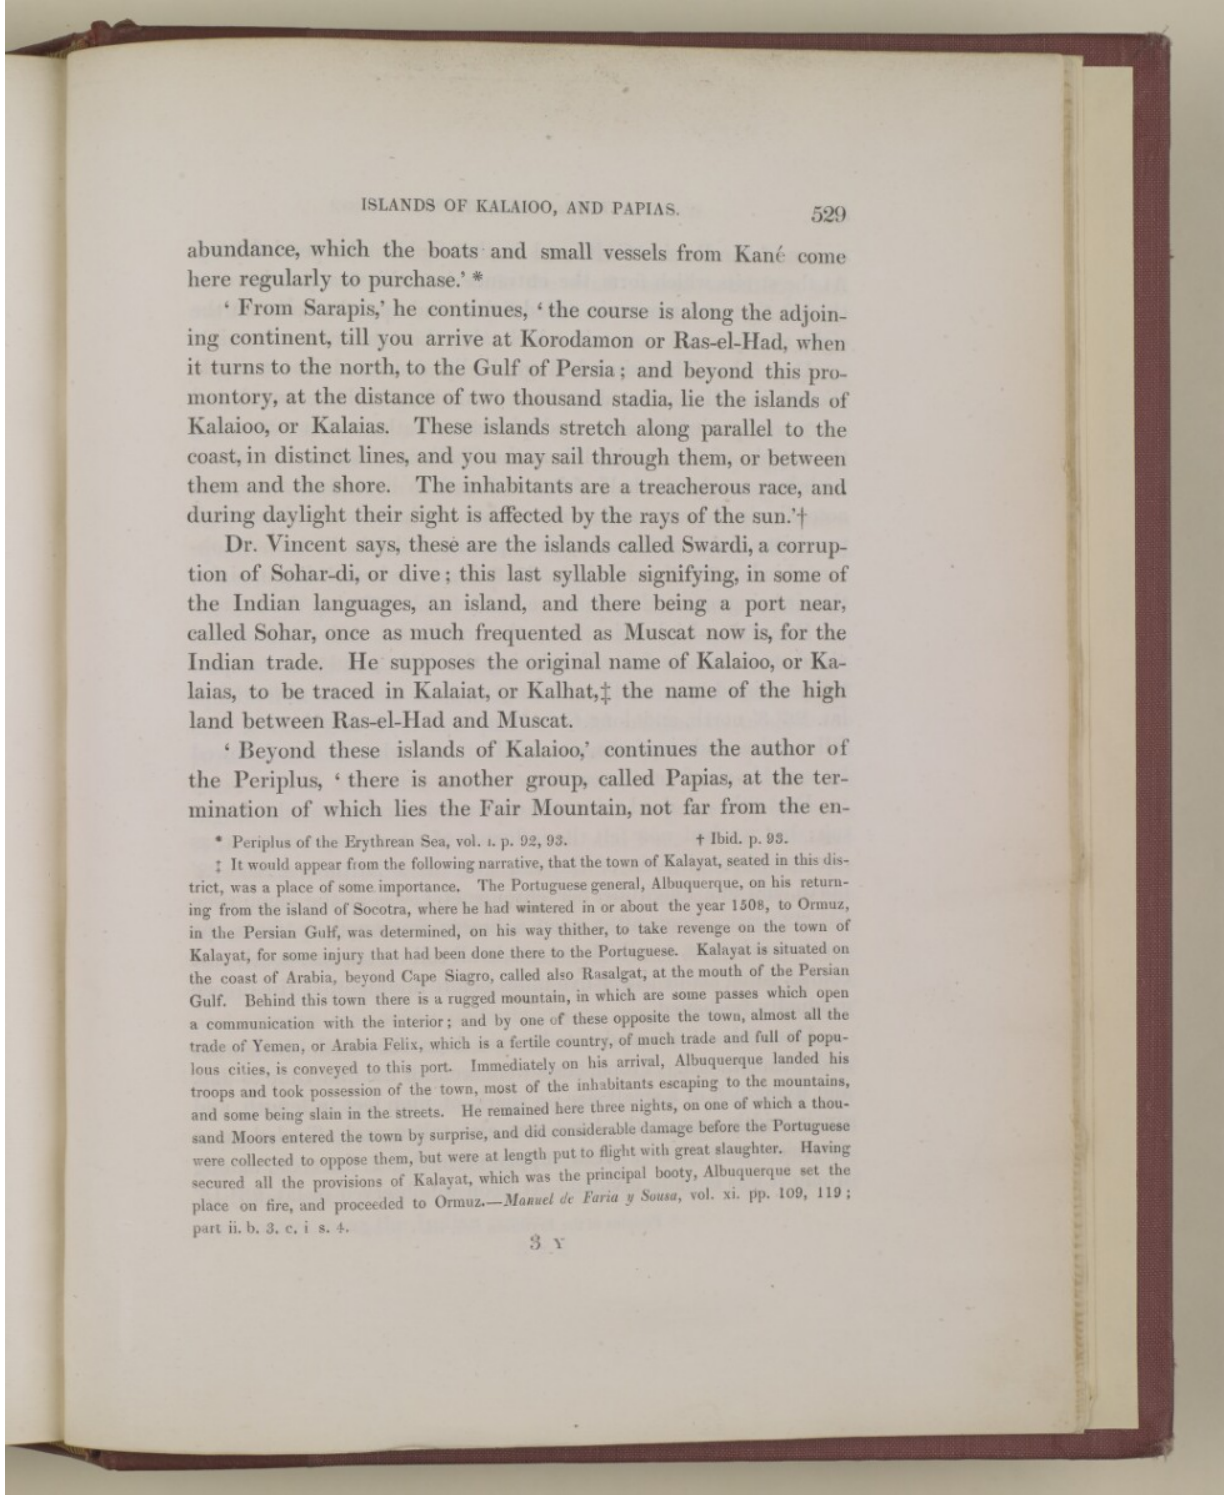 ISLANDS OF KALAIOO, AND PAPIAS. 529
abundance, which the boats and small vessels from Kané come
here regularly to purchase.' *
' From Sarapis,' he continues, ' the course is along the adjoin-
ing continent, till you arrive at Korodamon or Ras-el-Had, when
it turns to the north, to the Gulf of Persia ; and beyond this pro-
montory, at the distance of two thousand stadia, lie the islands of
Kalaioo, or Kalaias. These islands stretch along parallel to the
coast, in distinct lines, and you may sail through them, or between
them and the shore. The inhabitants are a treacherous race, and
during daylight their sight is affected by the rays of the sun.'†
Dr. Vincent says, these are the islands called Swardi, a corrup-
tion of Sohar-di, or dive ; this last syllable signifying, in some of
the Indian languages, an island, and there being a port near,
called Sohar, once as much frequented as Muscat now is, for the
Indian trade. He supposes the original name of Kalaioo, or Ka-
laias, to be traced in Kalaiat, or Kalhat,‡ the name of the high
land between Ras-el-Had and Muscat.
' Beyond these islands of Kalaioo,' continues the author of
the Periplus, ' there is another group, called Papias, at the ter-
mination of which lies the Fair Mountain, not far from the en-
* Periplus of the Erythrean Sea, vol. I. p. 92, 93. † Ibid. p. 93.
‡ It would appear from the following narrative, that the town of Kalayat, seated in this dis-
trict, was a place of some importance. The Portuguese general, Albuquerque, on his return-
ing from the island of Socotra, where he had wintered in or about the year 1508, to Ormuz,
in the Persian Gulf, was determined, on his way thither, to take revenge on the town of
Kalayat, for some injury that had been done there to the Portuguese. Kalayat is situated on
the coast of Arabia, beyond Cape Siagro, called also Rasalgat, at the mouth of the Persian
Gulf. Behind this town there is a rugged mountain, in which are some passes which open
a communication with the interior ; and by one of these opposite the town, almost all the
trade of Yemen, or Arabia Felix, which is a fertile country, of much trade and full of popu-
lous cities, is conveyed to this port. Immediately on his arrival, Albuquerque landed his
troops and took possession of the town, most of the inhabitants escaping to the mountains,
and some being slain in the streets. He remained here three nights, on one of which a thou-
sand Moors entered the town by surprise, and did considerable damage before the Portuguese
were collected to oppose them, but were at length put to flight with great slaughter. Having
secured all the provisions of Kalayat, which was the principal booty, Albuquerque set the
place on fire, and proceeded to Ormuz.—Manuel de Faria y Sousa, vol. xi. pp. 109, 119 ;
part ii. b. 3. c. i s. 4.
3 Y